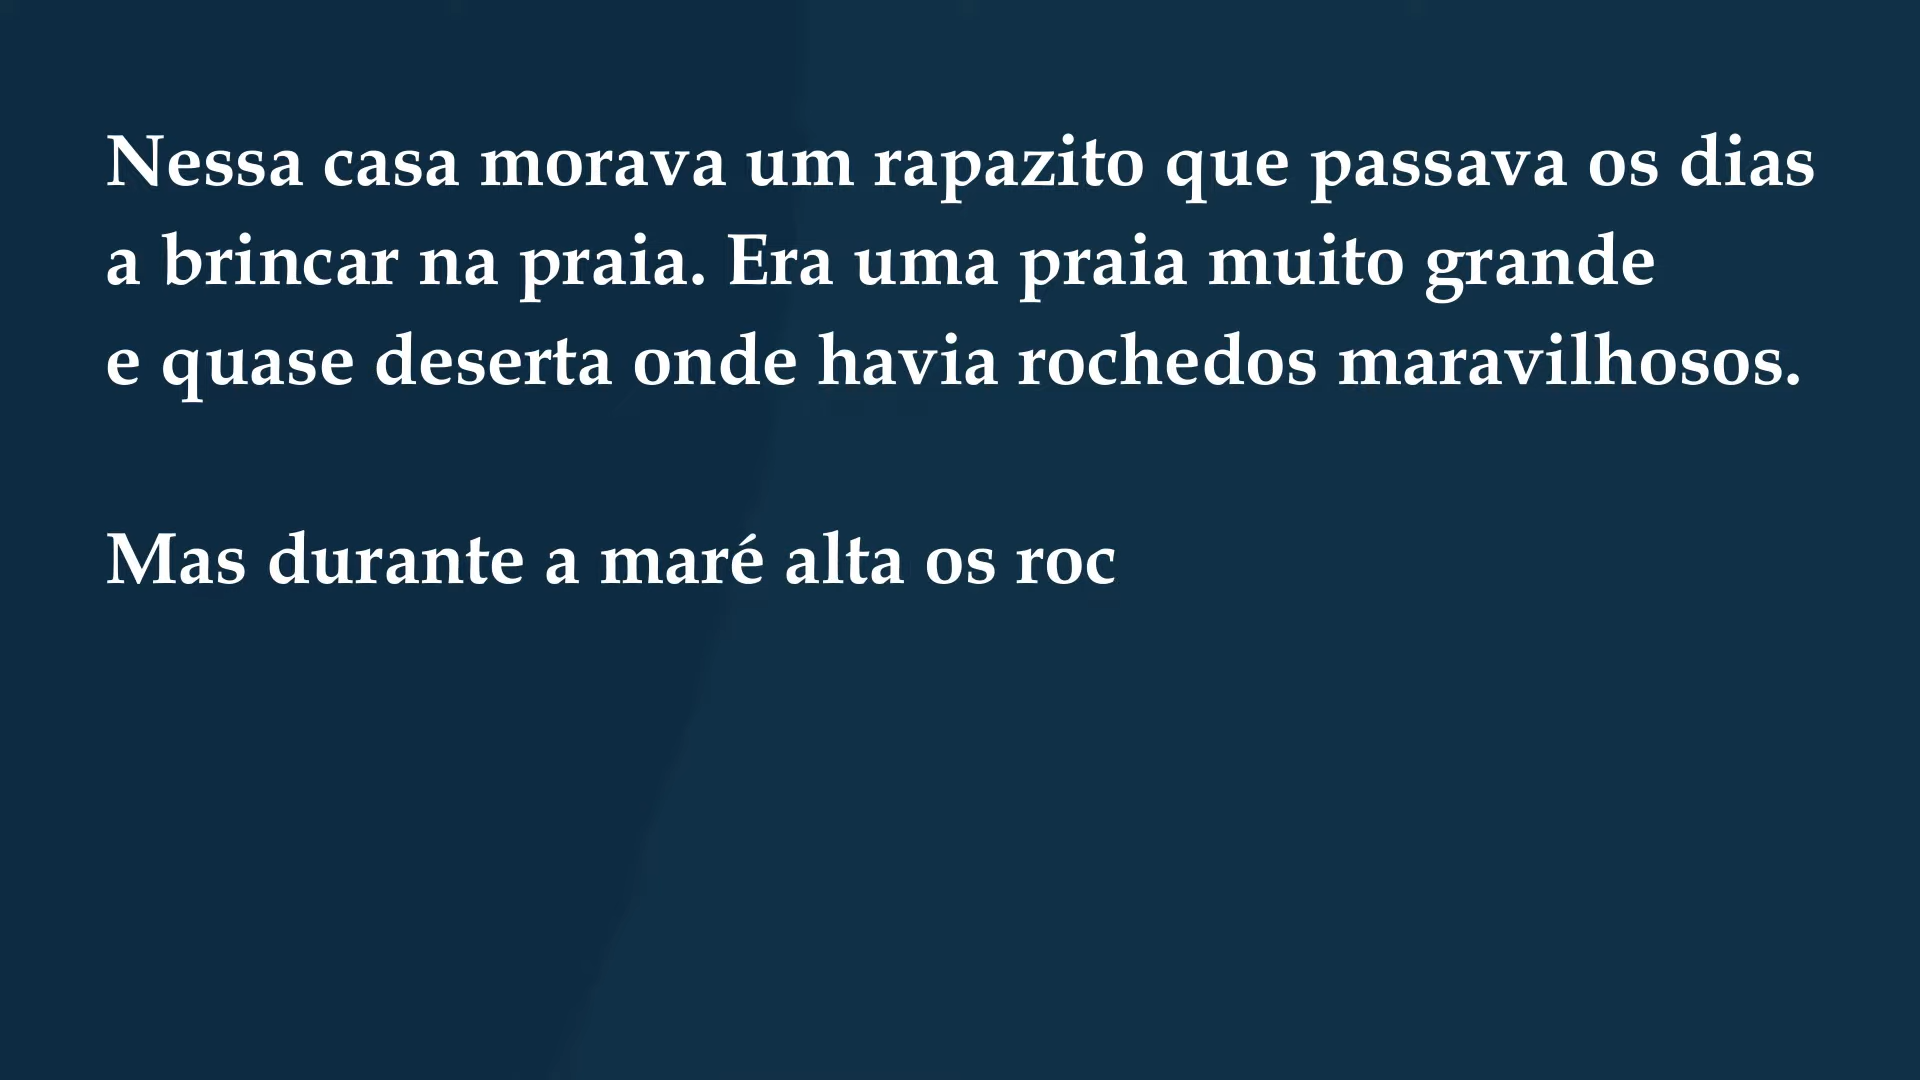 Nessa casa morava um rapazito que passava os dias
a brincar na praia. Era uma praia muito grande
e quase deserta onde havia rochedos maravilhosos.
Mas durante a maré alta os roc